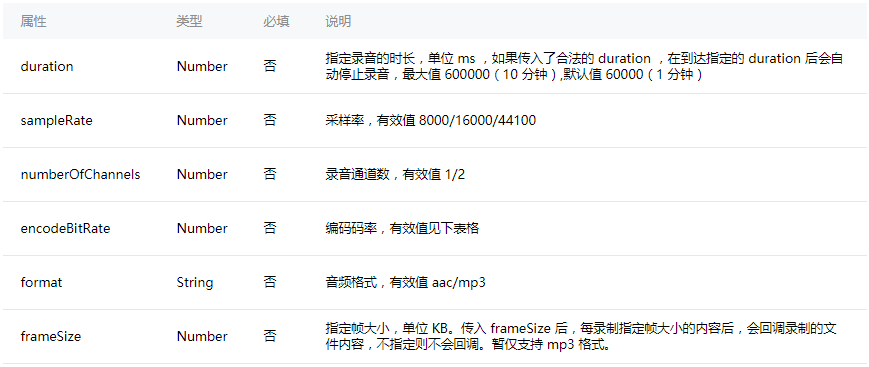 属性 类型 必填 说明
duration Number 否 指定录音的时长，单位 ms ，如果传入了合法的 duration ，在到达指定的 duration 后会自
动停止录音，最大值 600000（10 分钟）,默认值 60000（1 分钟）
sampleRate Number 否 采样率，有效值 8000/16000/44100
numberOfChannels Number 否 录音通道数，有效值 1/2
encodeBitRate Number 否 编码码率，有效值见下表格
format String 否 音频格式，有效值 aac/mp3
frameSize Number 否 指定帧大小，单位 KB。传入 frameSize 后，每录制指定帧大小的内容后，会回调录制的文
件内容，不指定则不会回调。暂仅支持 mp3 格式。